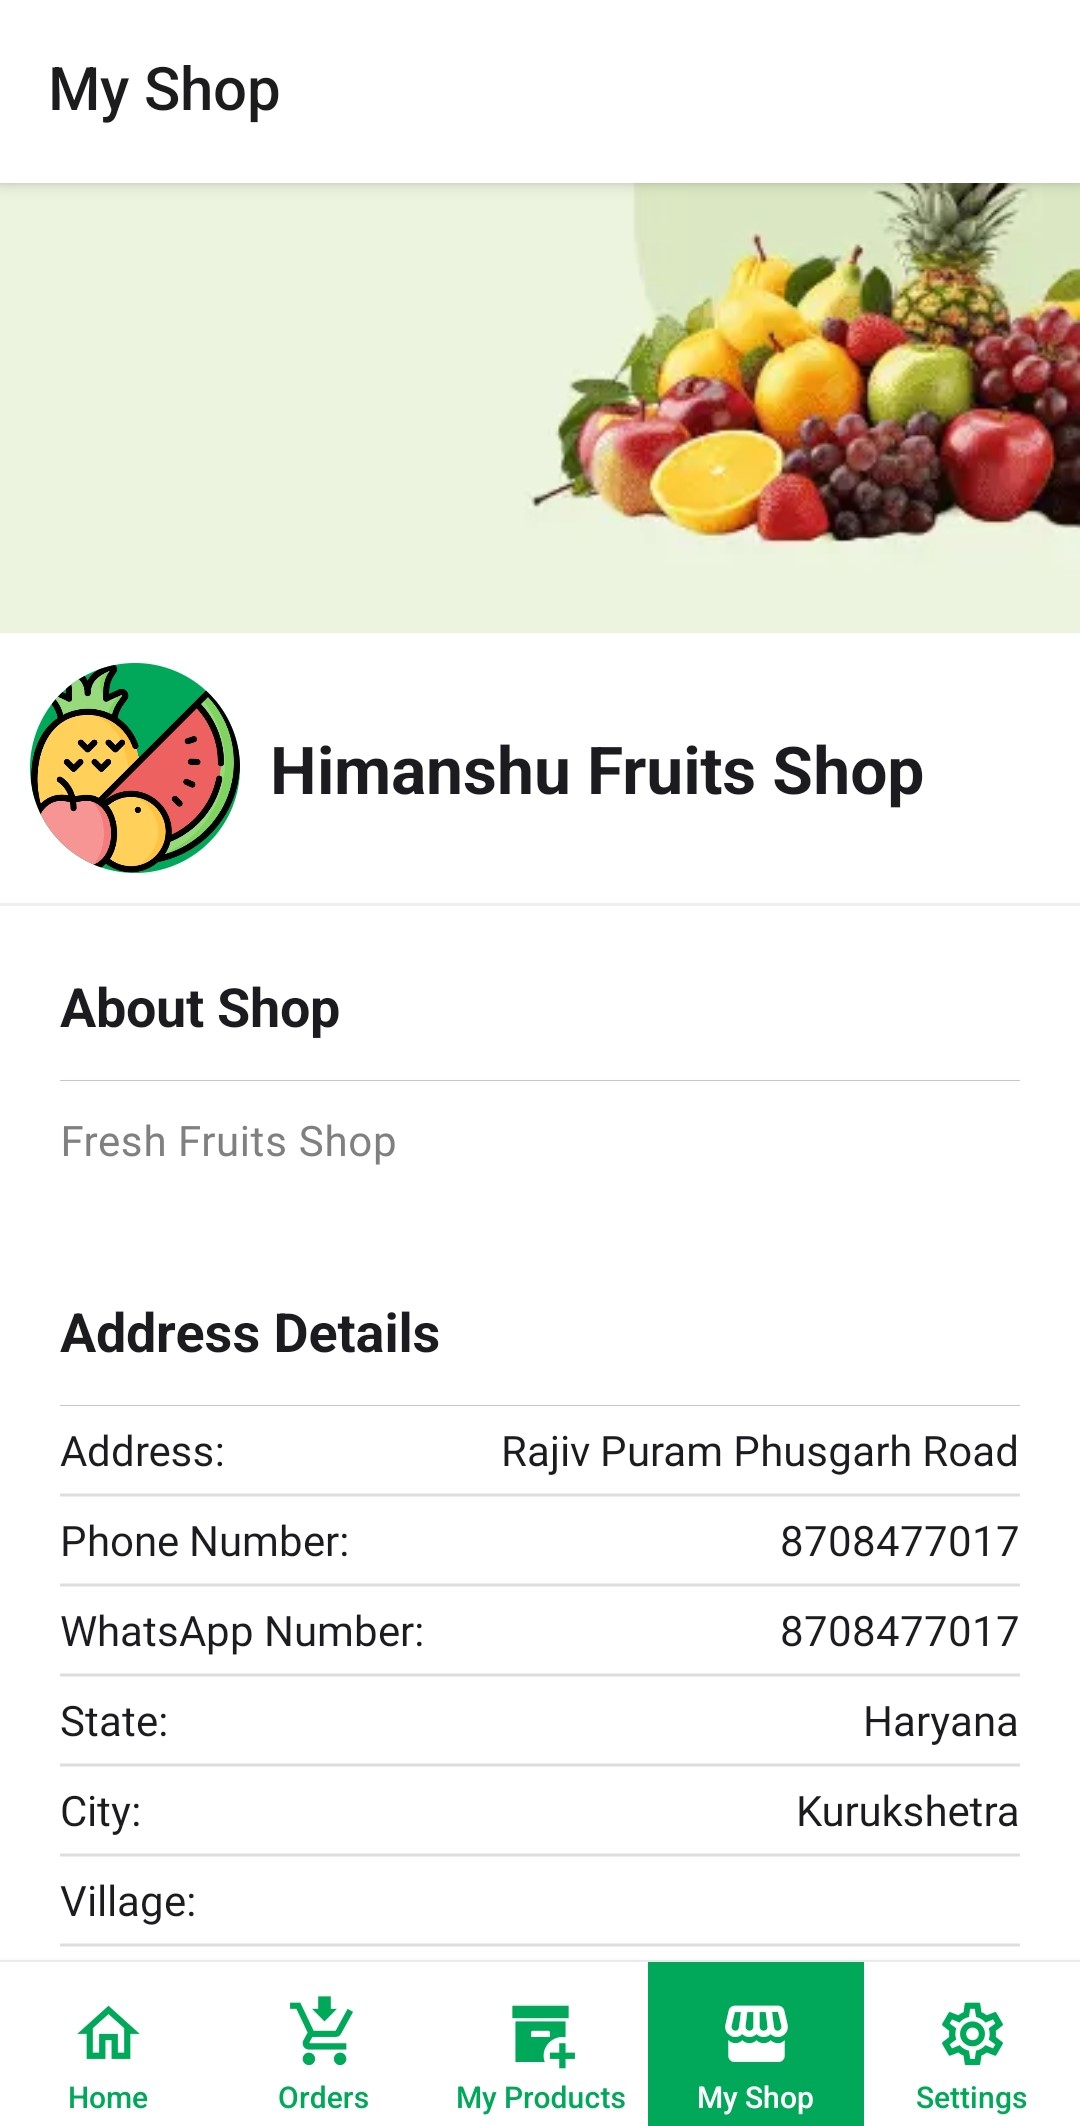 My Shop
Himanshu Fruits Shop
About Shop
Fresh Fruits Shop
Address Details
Address: Rajiv Puram Phusgarh Road
Phone Number: 8708477017
WhatsApp Number: 8708477017
State: Haryana
City: Kurukshetra
Village:
Home Orders My Products My Shop Settings